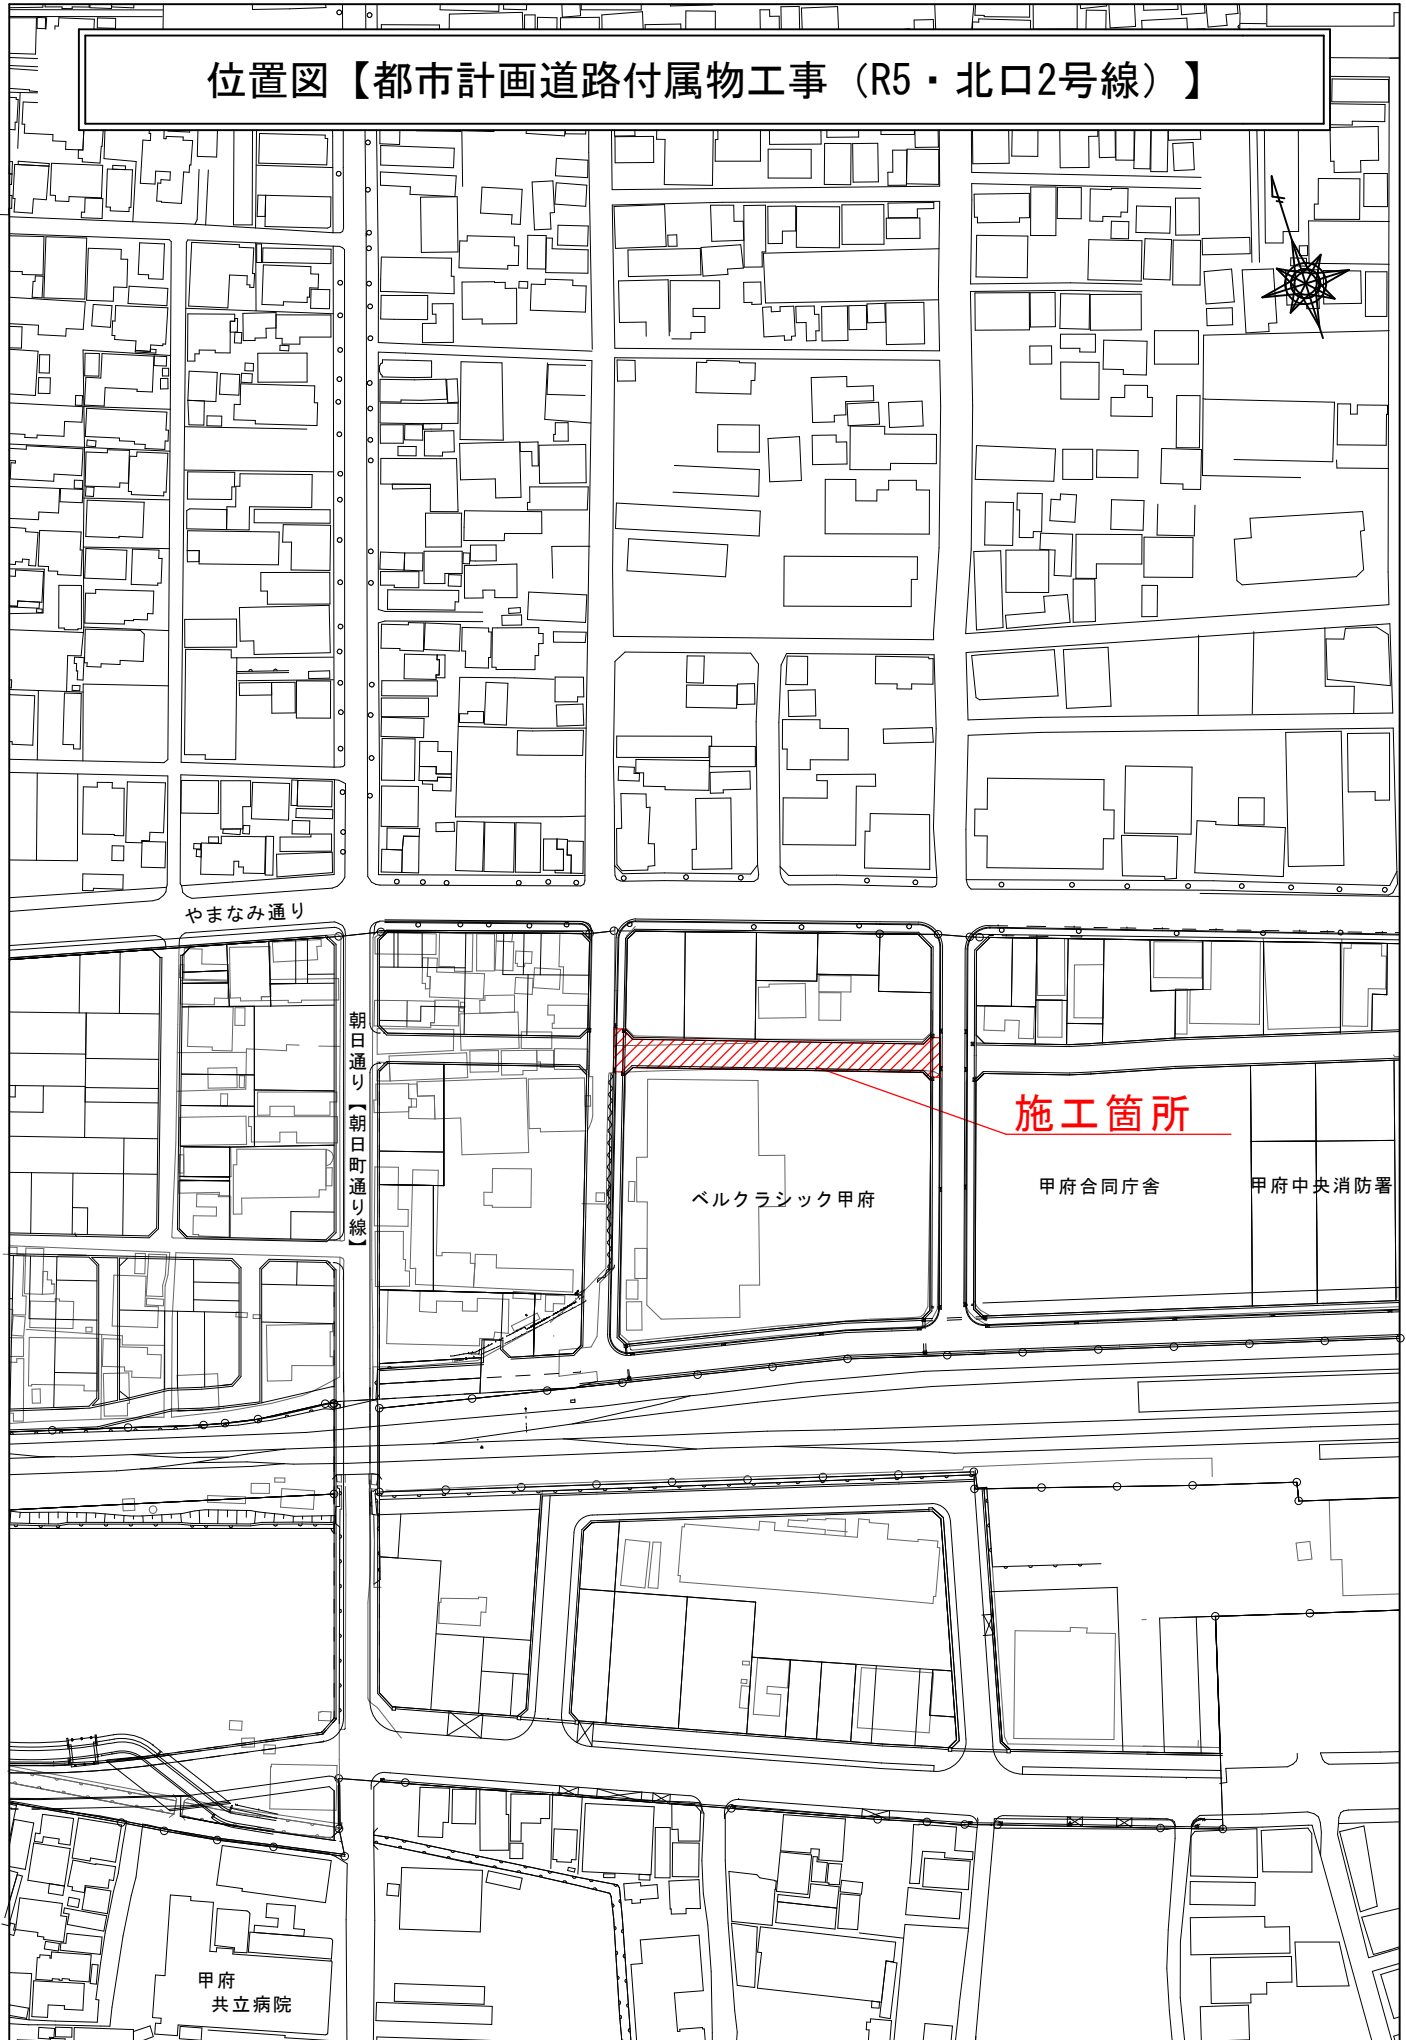 位置図【都市計画道路付属物工事（R5・北口2号線）】
やまなみ通り
朝日通り【朝日町通り線】
施工箇所
ベルクラシック甲府
甲府合同庁舎
甲府中央消防署
甲府
共立病院